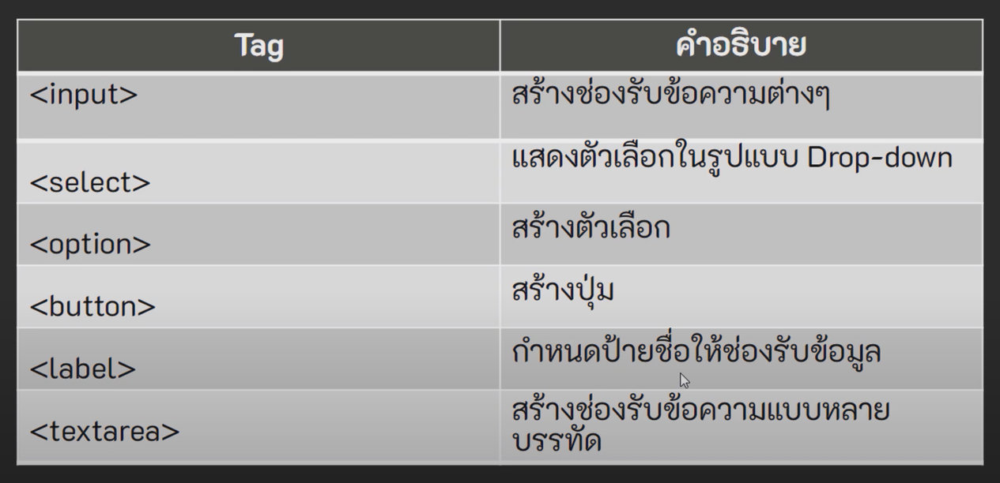 Tag คำอธิบาย
<input> สร้างช่องรับข้อความต่างๆ
<select> แสดงตัวเลือกในรูปแบบ Drop-down
<option> สร้างตัวเลือก
<button> สร้างปุ่ม
<label> กำหนดป้ายชื่อให้ช่องรับข้อมูล
<textarea> สร้างช่องรับข้อความแบบหลาย
บรรทัด